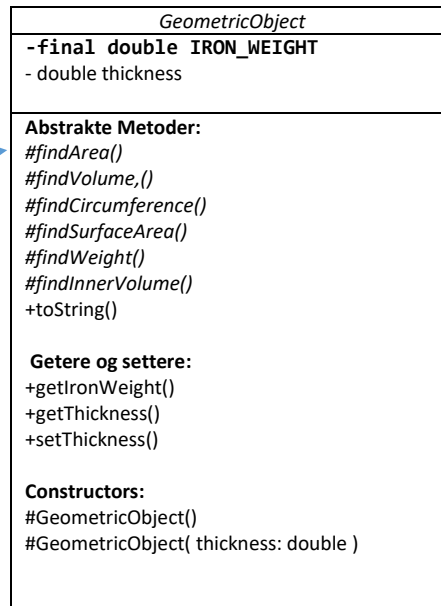 GeometricObject
-final double IRON_WEIGHT
- double thickness
Abstrakte Metoder:
#findArea()
#findVolume,()
#findCircumference()
#findSurfaceArea()
#findWeight()
#findInnerVolume()
+toString()
Getere og settere:
+getIronWeight()
+getThickness()
+setThickness()
Constructors:
#GeometricObject()
#GeometricObject( thickness: double )